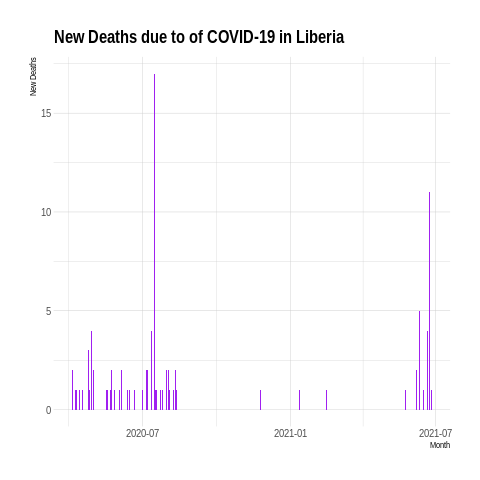 New Deaths due to of COVID-19 in Liberia
New Deaths
15
10
5
0
2020-07
2021-01
2021-07
Month